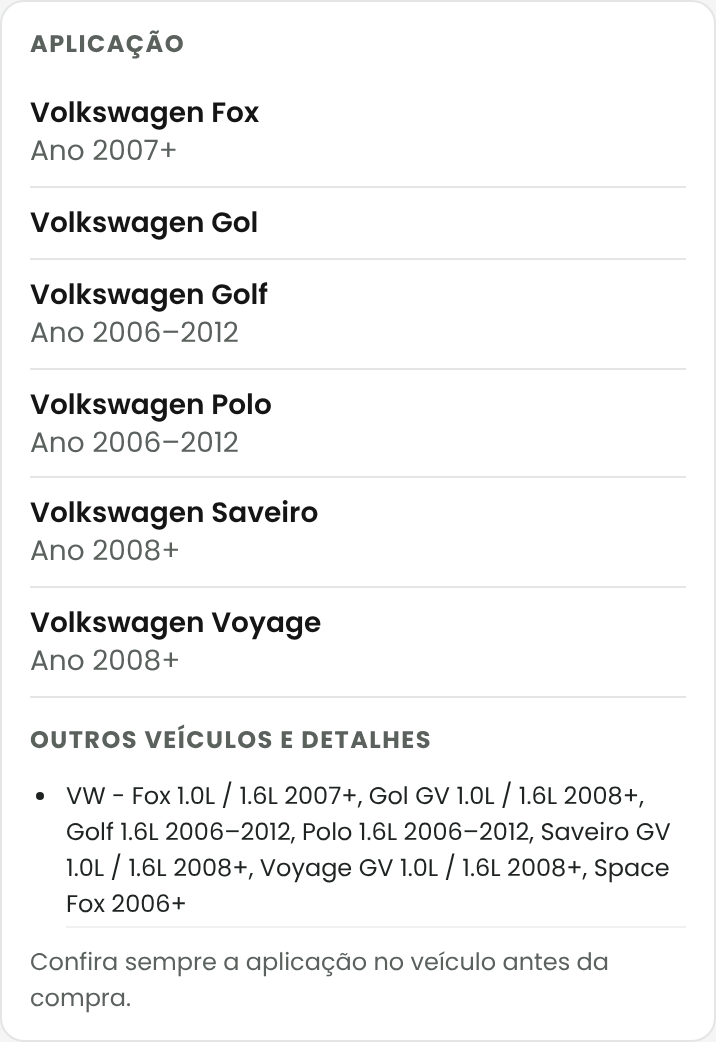 APLICAÇÃO
Volkswagen Fox
Ano 2007+
Volkswagen Gol
Volkswagen Golf
Ano 2006–2012
Volkswagen Polo
Ano 2006–2012
Volkswagen Saveiro
Ano 2008+
Volkswagen Voyage
Ano 2008+
OUTROS VEÍCULOS E DETALHES
• VW - Fox 1.0L / 1.6L 2007+, Gol GV 1.0L / 1.6L 2008+,
Golf 1.6L 2006–2012, Polo 1.6L 2006–2012, Saveiro GV
1.0L / 1.6L 2008+, Voyage GV 1.0L / 1.6L 2008+, Space
Fox 2006+
Confira sempre a aplicação no veículo antes da
compra.